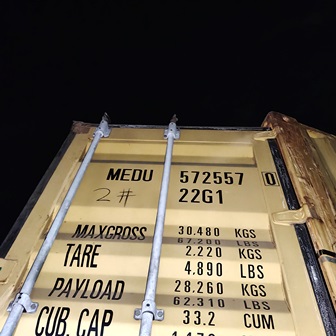 MEDU 572557 0
2# 22G1
MAXGROSS 30.480 KGS
67.200 LBS
TARE 2.220 KGS
4.890 LBS
PAYLOAD 28.260 KGS
62.310 LBS
CUB. CAP 33.2 CUM